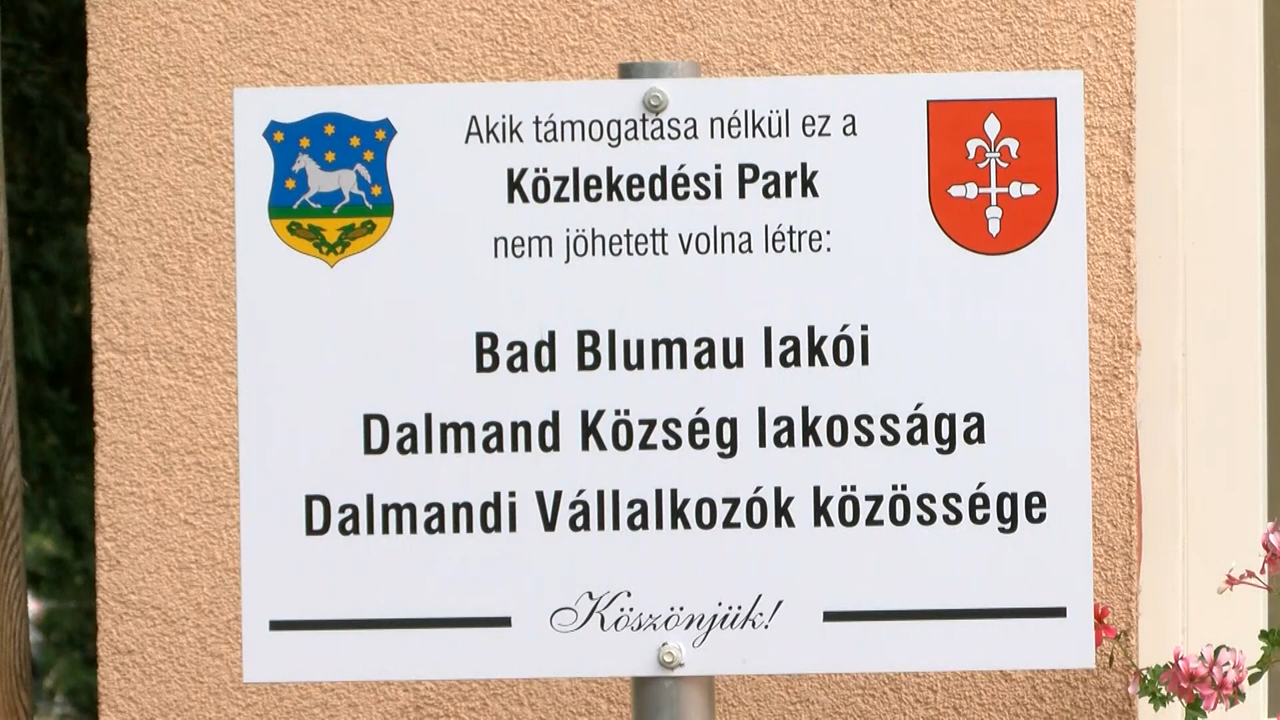 Akik támogatása nélkül ez a
Közlekedési Park
nem jöhetett volna létre:
Bad Blumau lakói
Dalmand Község lakossága
Dalmandi Vállalkozók közössége
Köszönjük!